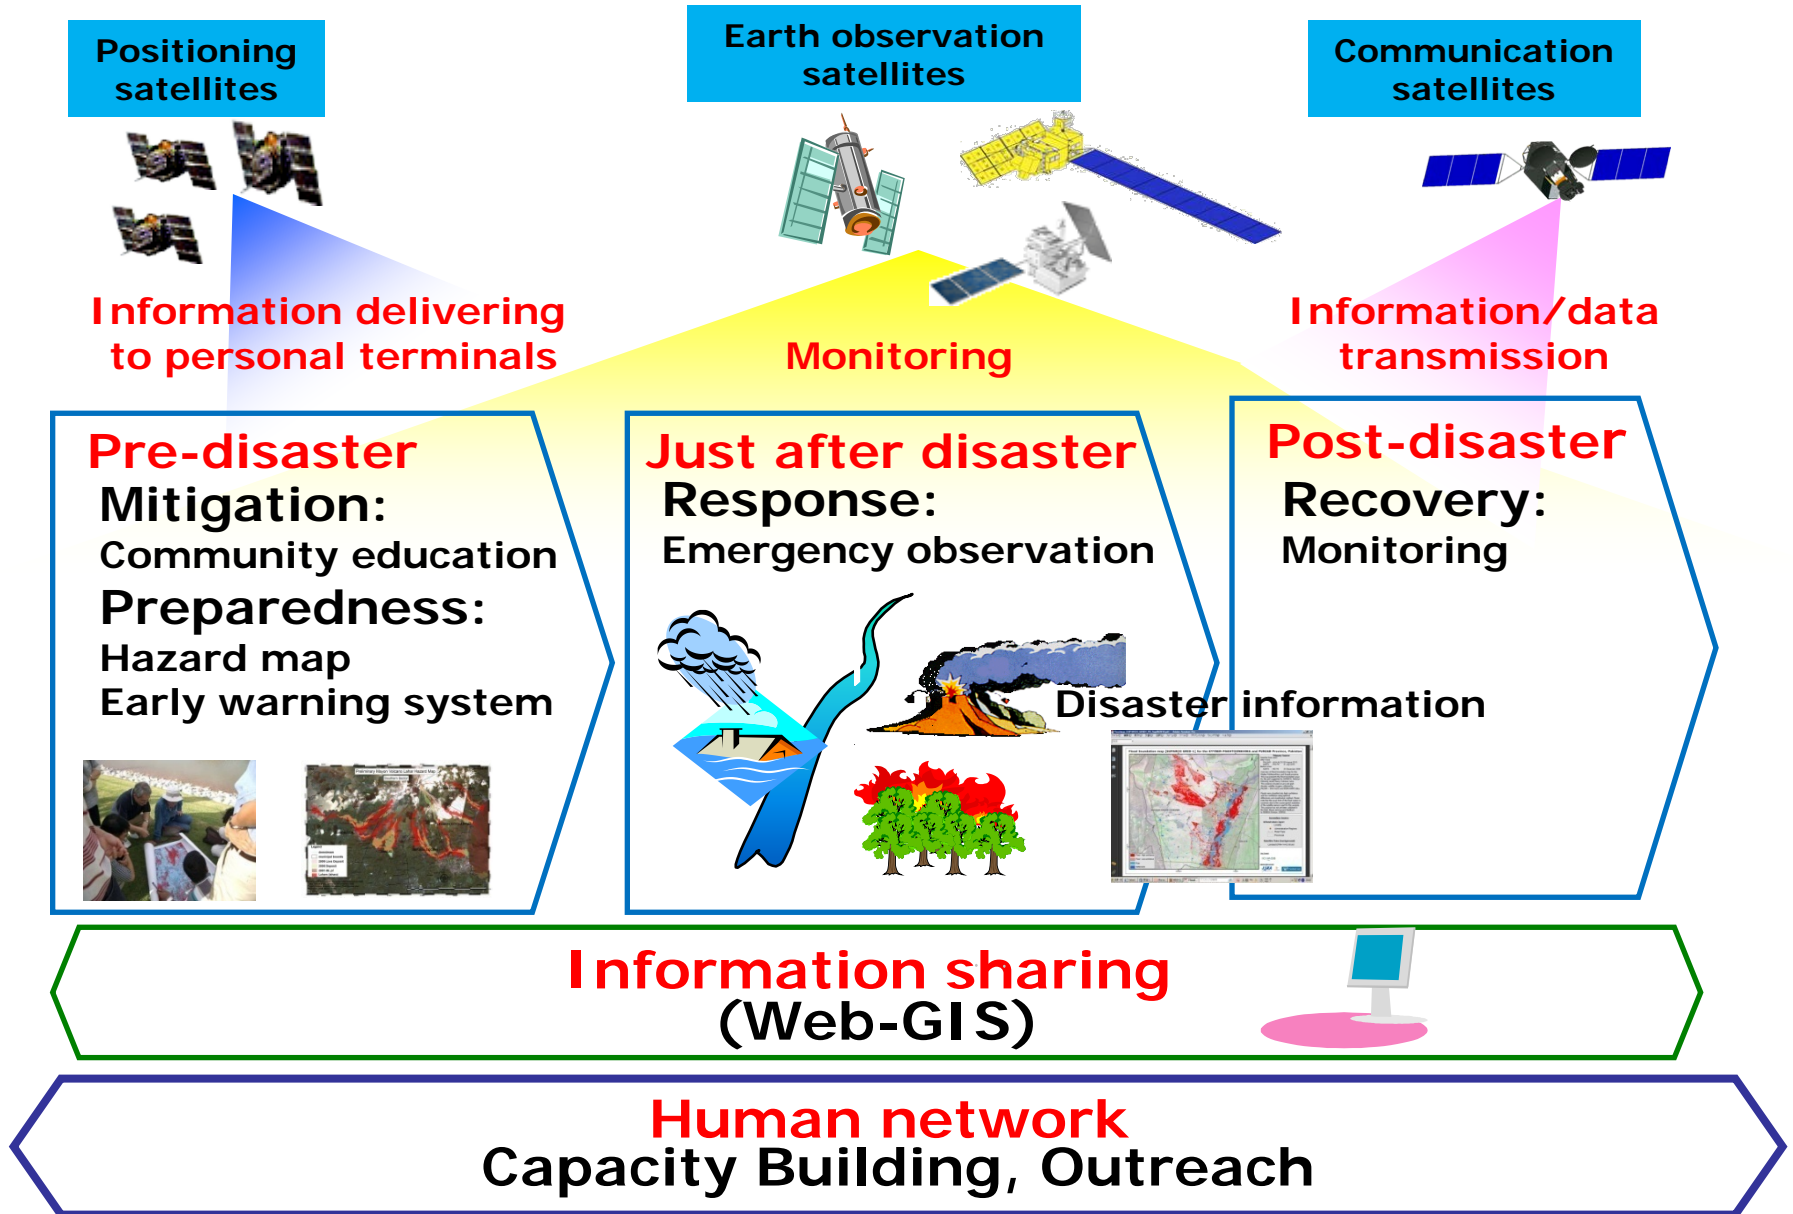 Positioning
satellites
Earth observation
satellites
Communication
satellites
Information delivering
to personal terminals
Monitoring
Information/data
transmission
Pre-disaster
Mitigation:
Community education
Preparedness:
Hazard map
Early warning system
Just after disaster
Response:
Emergency observation
Post-disaster
Recovery:
Monitoring
Disaster information
Information sharing
(Web-GIS)
Human network
Capacity Building, Outreach